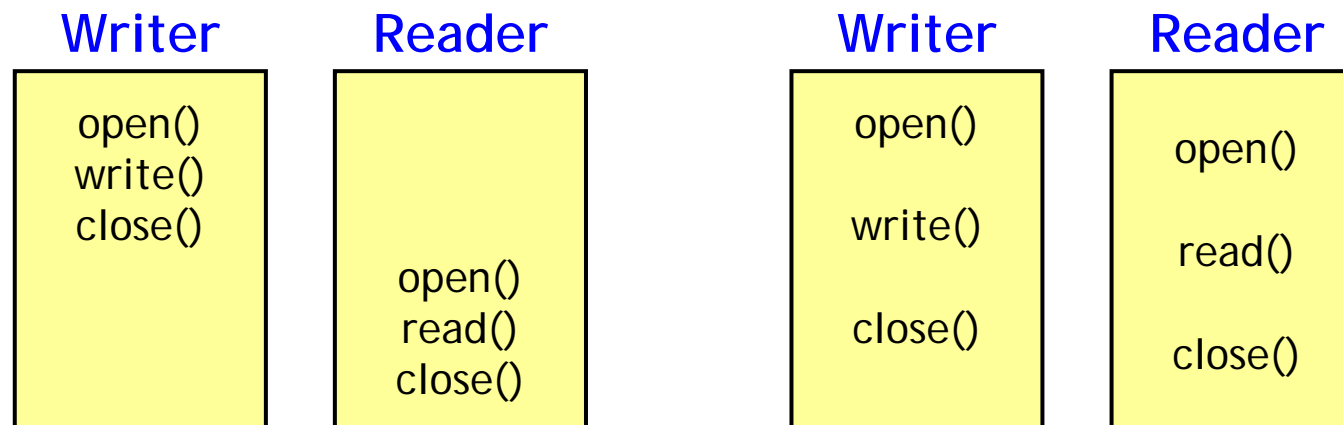 Writer
open()
write()
close()
Reader
open()
read()
close()
Writer
open()
write()
close()
Reader
open()
read()
close()